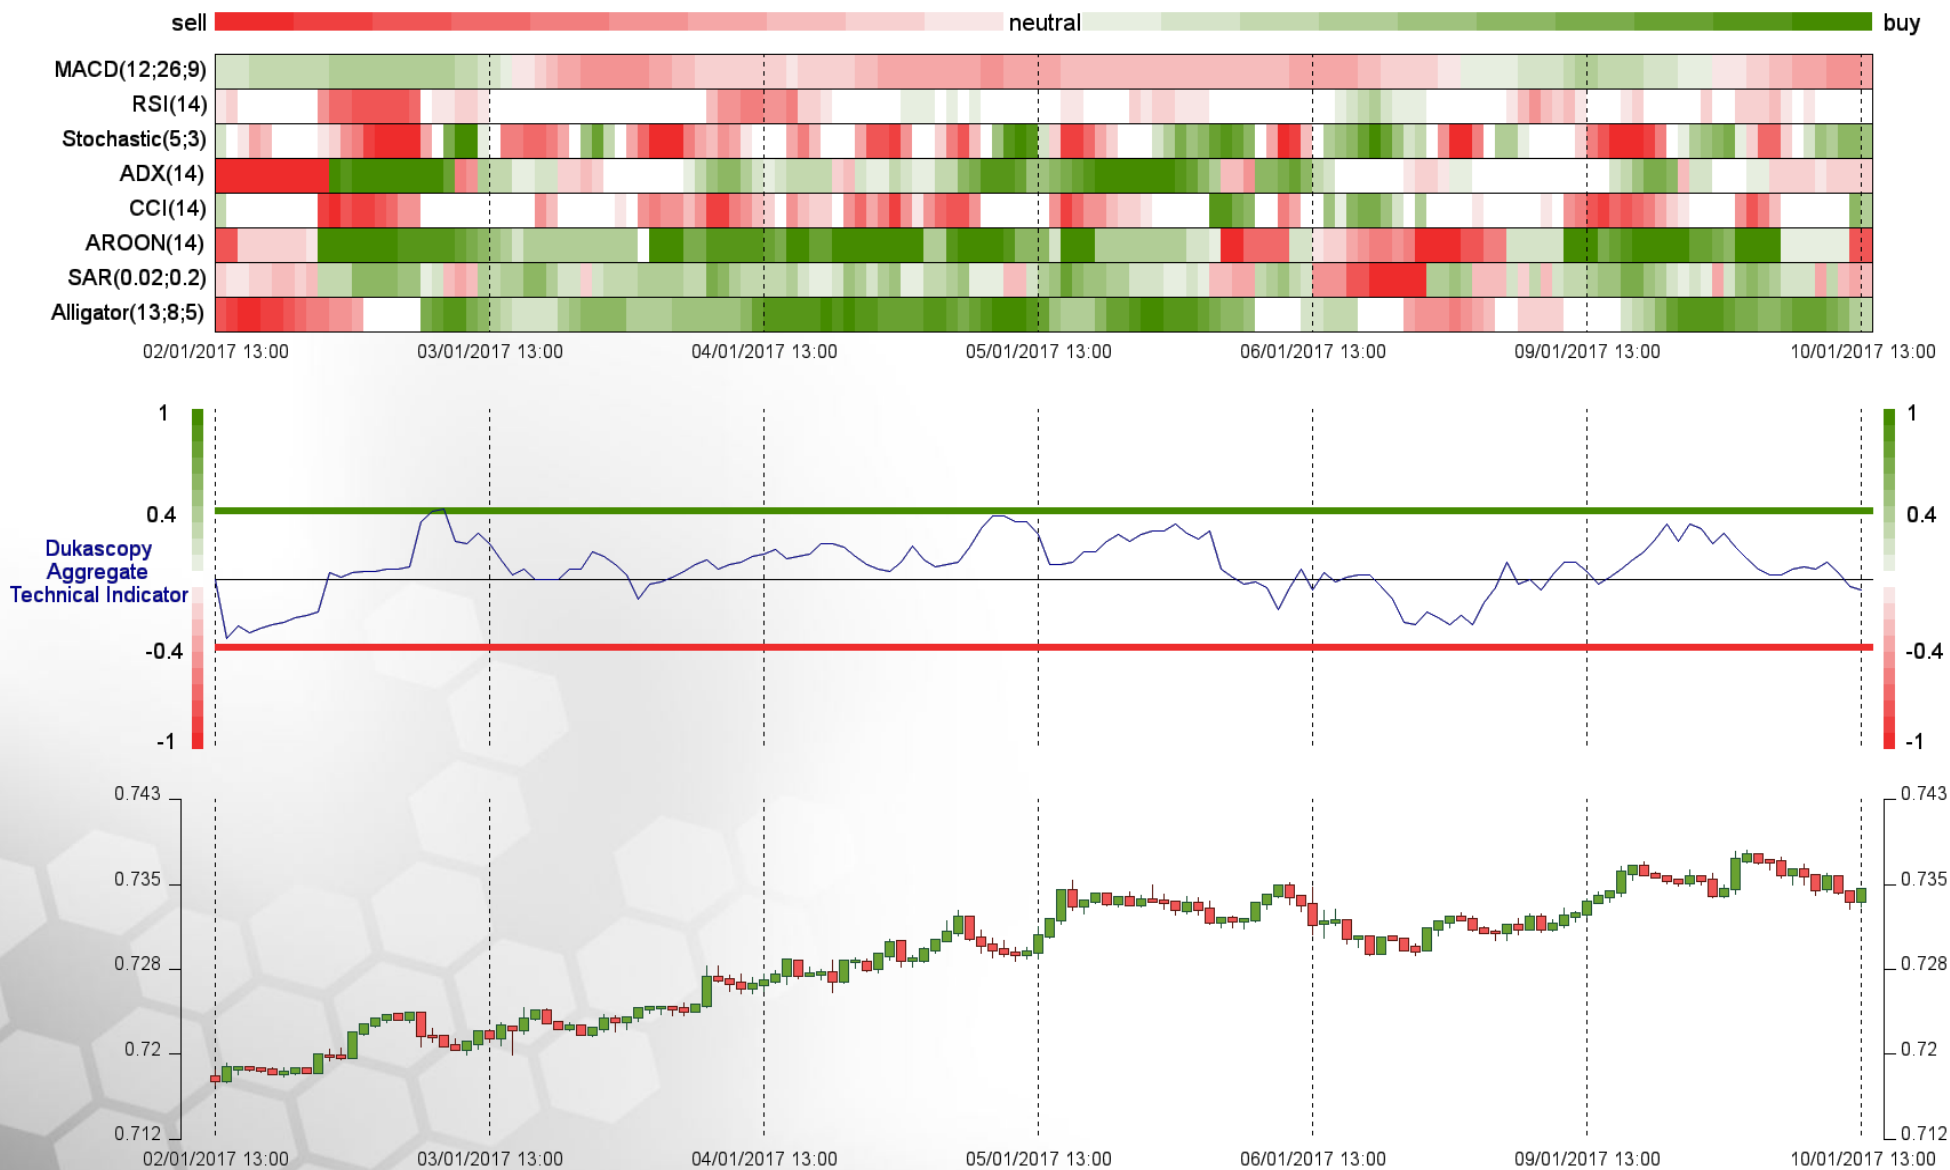 sell neutral buy
MACD(12;26;9)
RSI(14)
Stochastic(5;3)
ADX(14)
CCI(14)
AROON(14)
SAR(0.02;0.2)
Alligator(13;8;5)
02/01/2017 13:00 03/01/2017 13:00 04/01/2017 13:00 05/01/2017 13:00 06/01/2017 13:00 09/01/2017 13:00 10/01/2017 13:00
1 1
0.4 0.4
Dukascopy
Aggregate
Technical Indicator
-0.4 -0.4
-1 -1
0.743 0.743
0.735 0.735
0.728 0.728
0.72 0.72
0.712 0.712
02/01/2017 13:00 03/01/2017 13:00 04/01/2017 13:00 05/01/2017 13:00 06/01/2017 13:00 09/01/2017 13:00 10/01/2017 13:00